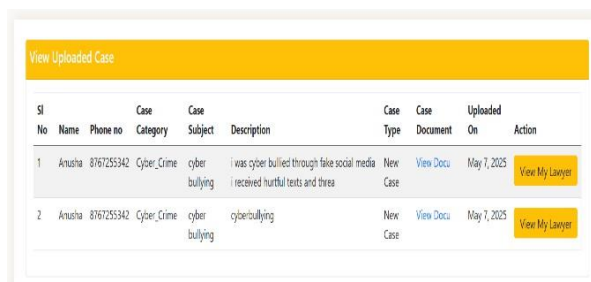 View Uploaded Case
Sl No Name Phone no Case Category Case Subject Description Case Type Case Document Uploaded On Action
1 Anusha 8767255342 Cyber_Crime cyber bullying i was cyber bullied through fake social media i received hurtful texts and threa New Case View Docu May 7, 2025 View My Lawyer
2 Anusha 8767255342 Cyber_Crime cyber bullying cyberbullying New Case View Docu May 7, 2025 View My Lawyer